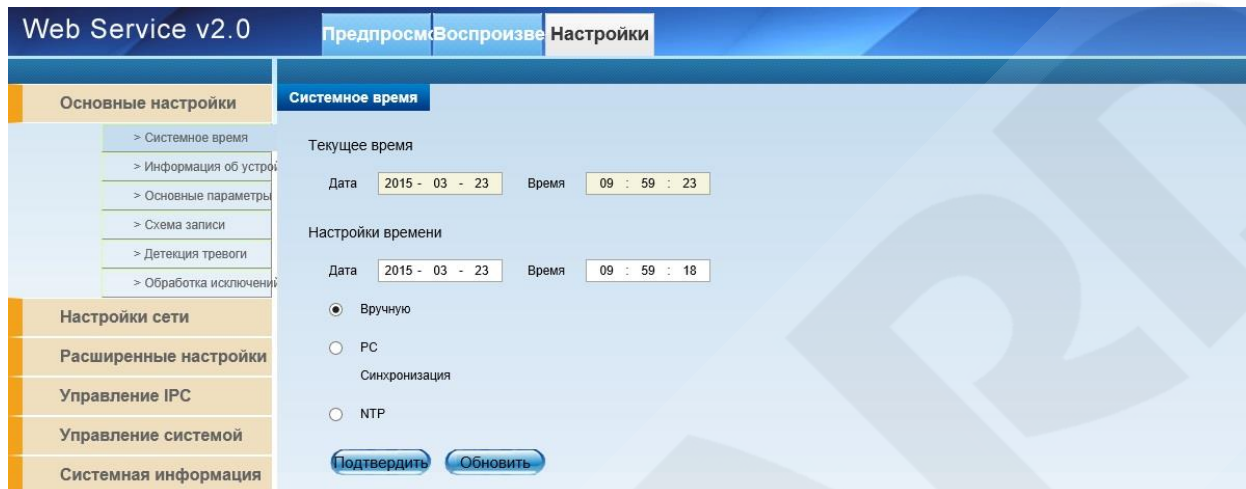 Web Service v2.0
Предпросм Воспроизве Настройки
Основные настройки
> Системное время
> Информация об устрой
> Основные параметры
> Схема записи
> Детекция тревоги
> Обработка исключений
Настройки сети
Расширенные настройки
Управление IPC
Управление системой
Системная информация
Системное время
Текущее время
Дата 2015 - 03 - 23 Время 09 : 59 : 23
Настройки времени
Дата 2015 - 03 - 23 Время 09 : 59 : 18
Вручную
PC
Синхронизация
NTP
Подтвердить Обновить